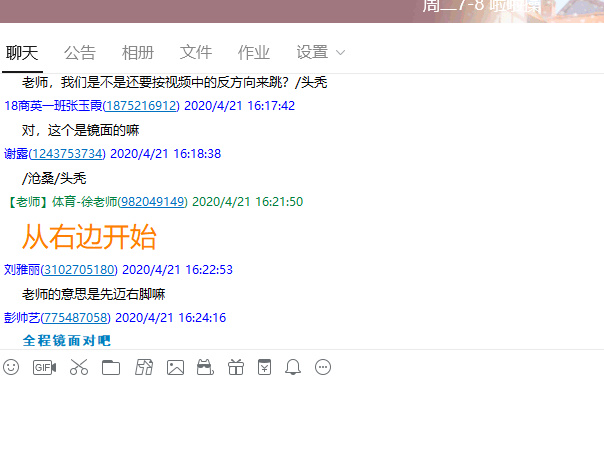 周二7-8 啦啦操
聊天 公告 相册 文件 作业 设置
老师，我们是不是还要按视频中的反方向来跳？/头秃
18商英一班张玉霞(1875216912) 2020/4/21 16:17:42
对，这个是镜面的嘛
谢露(1243753734) 2020/4/21 16:18:38
/沧桑/头秃
【老师】体育-徐老师(982049149) 2020/4/21 16:21:50
从右边开始
刘雅丽(3102705180) 2020/4/21 16:22:53
老师的意思是先迈右脚嘛
彭帅艺(775487058) 2020/4/21 16:24:16
全程镜面对吧
GIF